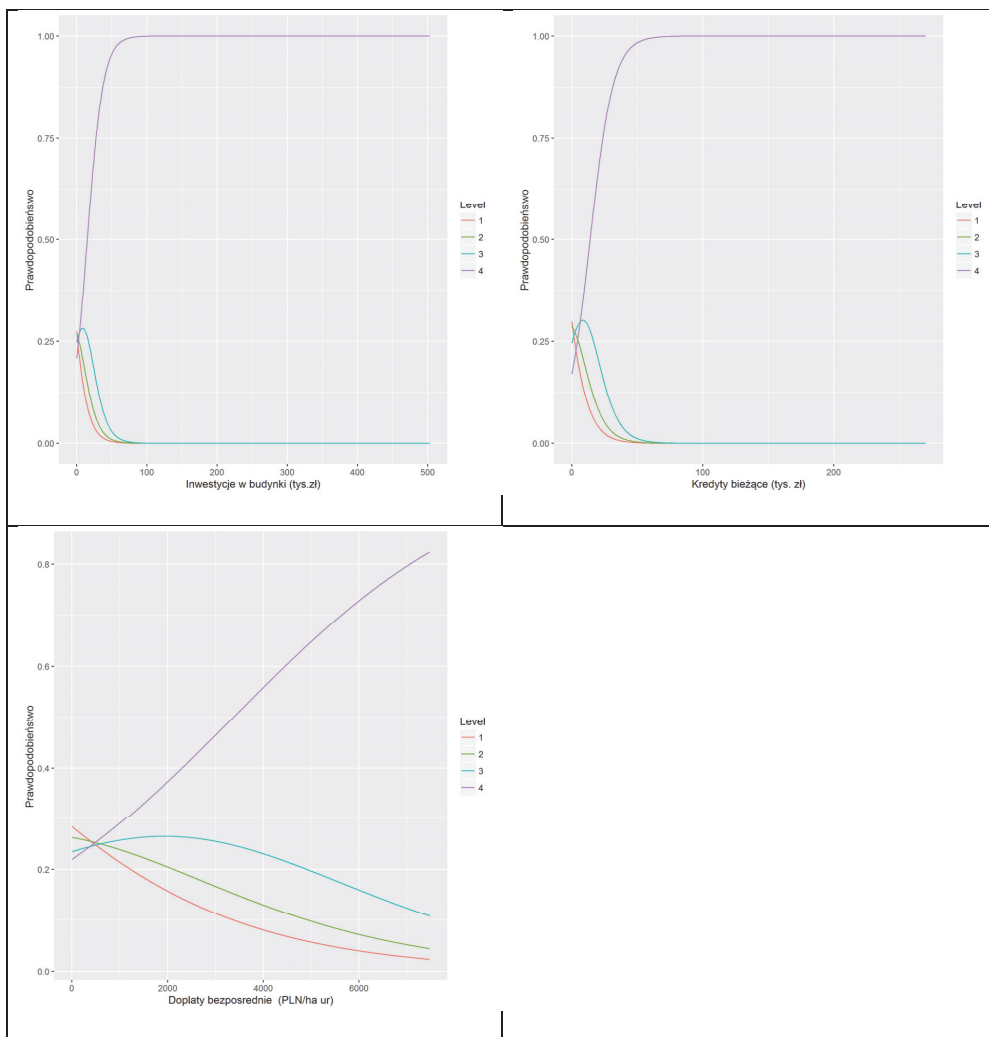 1.00
0.75
0.50
0.25
0.00
Prawdopodobieństwo
0 100 200 300 400 500
Inwestycje w budynki (tys.zł)
Level
1
2
3
4
1.00
0.75
0.50
0.25
0.00
Prawdopodobieństwo
0 100 200
Kredyty bieżące (tys. zł)
Level
1
2
3
4
0.8
0.6
0.4
0.2
0.0
Prawdopodobieństwo
0 2000 4000 6000
Doplaty bezposrednie (PLN/ha ur)
Level
1
2
3
4